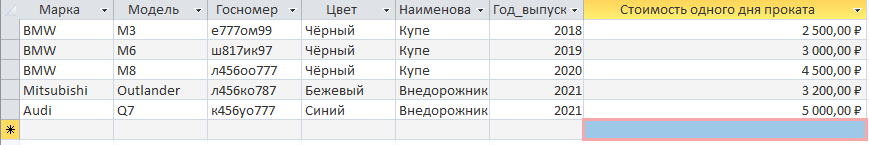 Марка Модель Госномер Цвет Наименова Год_выпуск Стоимость одного дня проката
BMW M3 е777ом99 Чёрный Купе 2018 2 500,00 ₽
BMW M6 ш817ик97 Чёрный Купе 2019 3 000,00 ₽
BMW M8 л456оо777 Чёрный Купе 2020 4 500,00 ₽
Mitsubishi Outlander л456ко787 Бежевый Внедорожник 2021 3 200,00 ₽
Audi Q7 к456уо777 Синий Внедорожник 2021 5 000,00 ₽